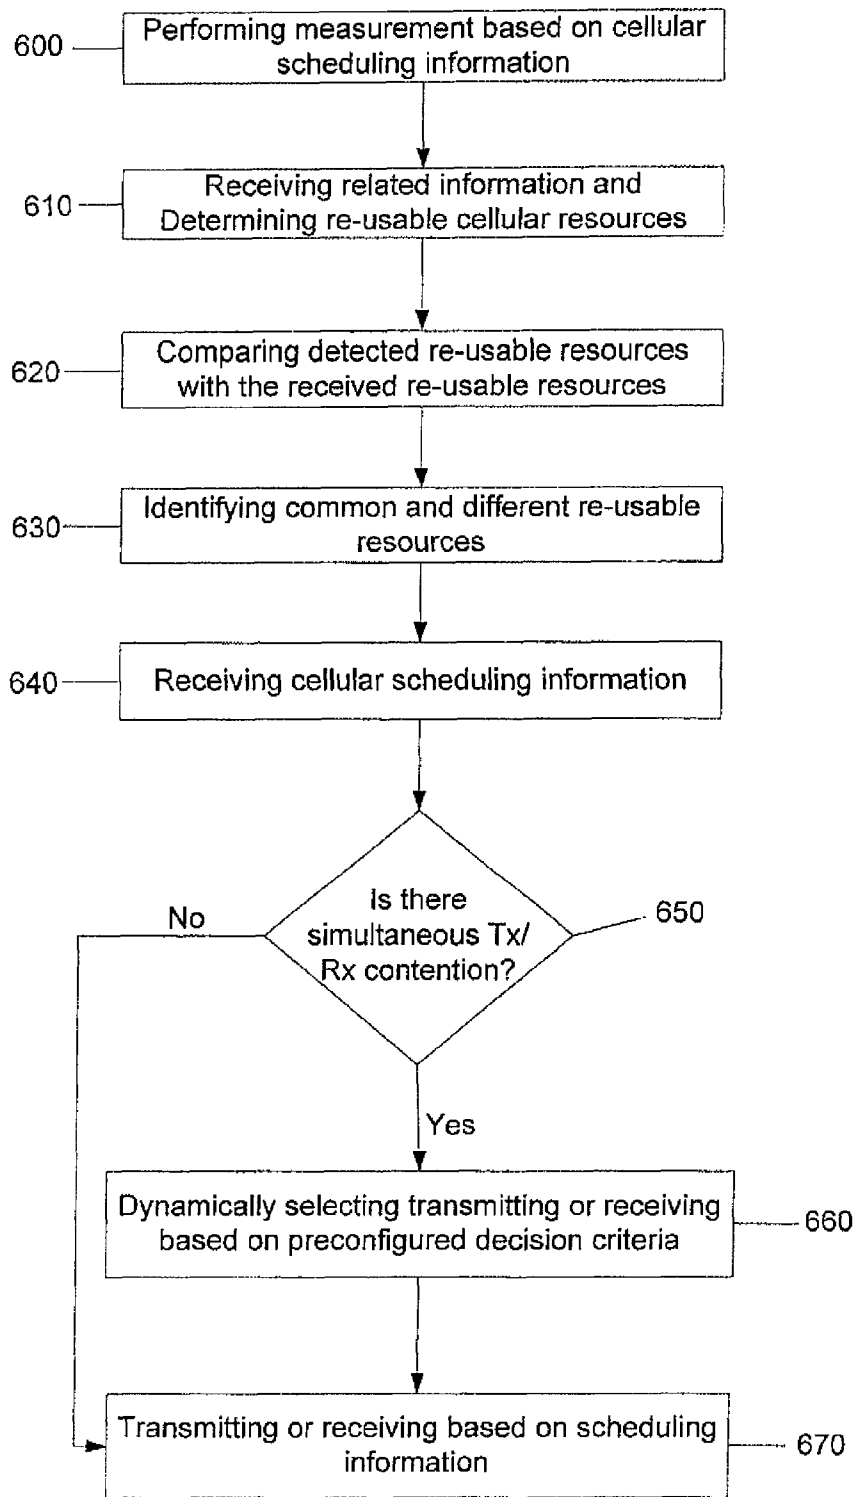 600
Performing measurement based on cellular
scheduling information
610
Receiving related information and
Determining re-usable cellular resources
620
Comparing detected re-usable resources
with the received re-usable resources
630
Identifying common and different re-usable
resources
640
Receiving cellular scheduling information
Is there
simultaneous Tx/
Rx contention?
650
No
Yes
Dynamically selecting transmitting or receiving
based on preconfigured decision criteria
660
Transmitting or receiving based on scheduling
information
670